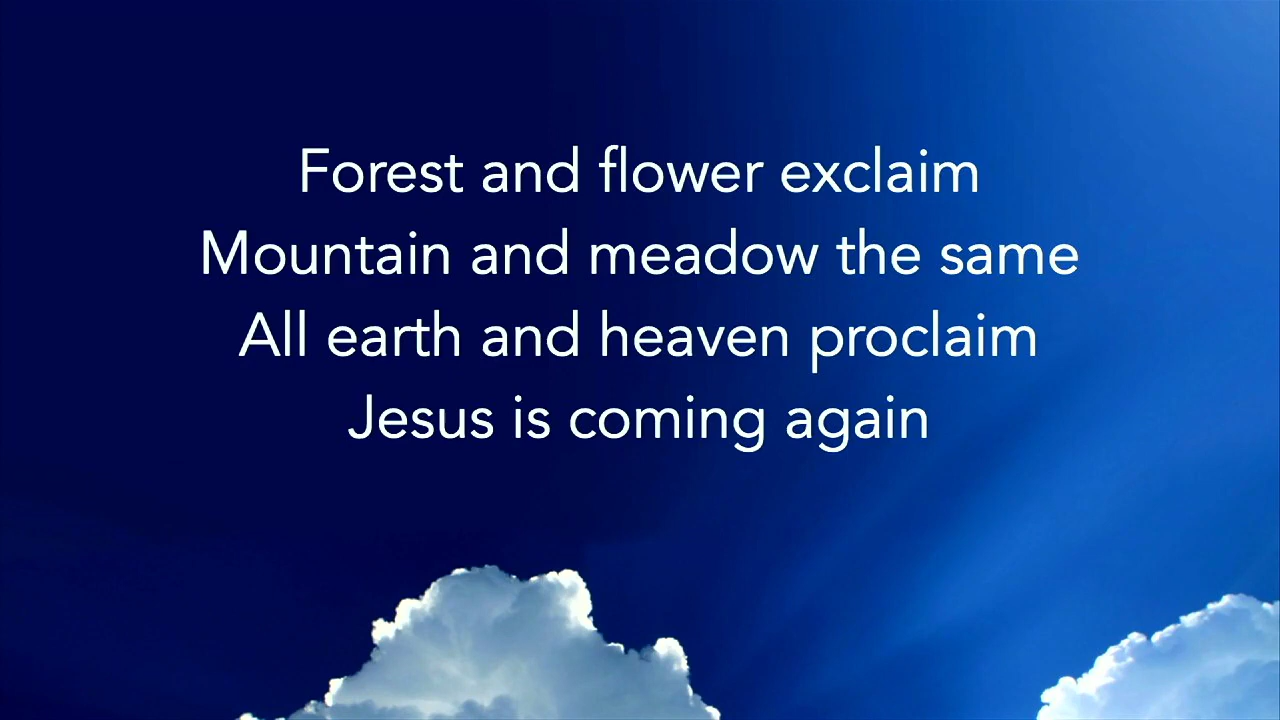 Forest and flower exclaim
Mountain and meadow the same
All earth and heaven proclaim
Jesus is coming again